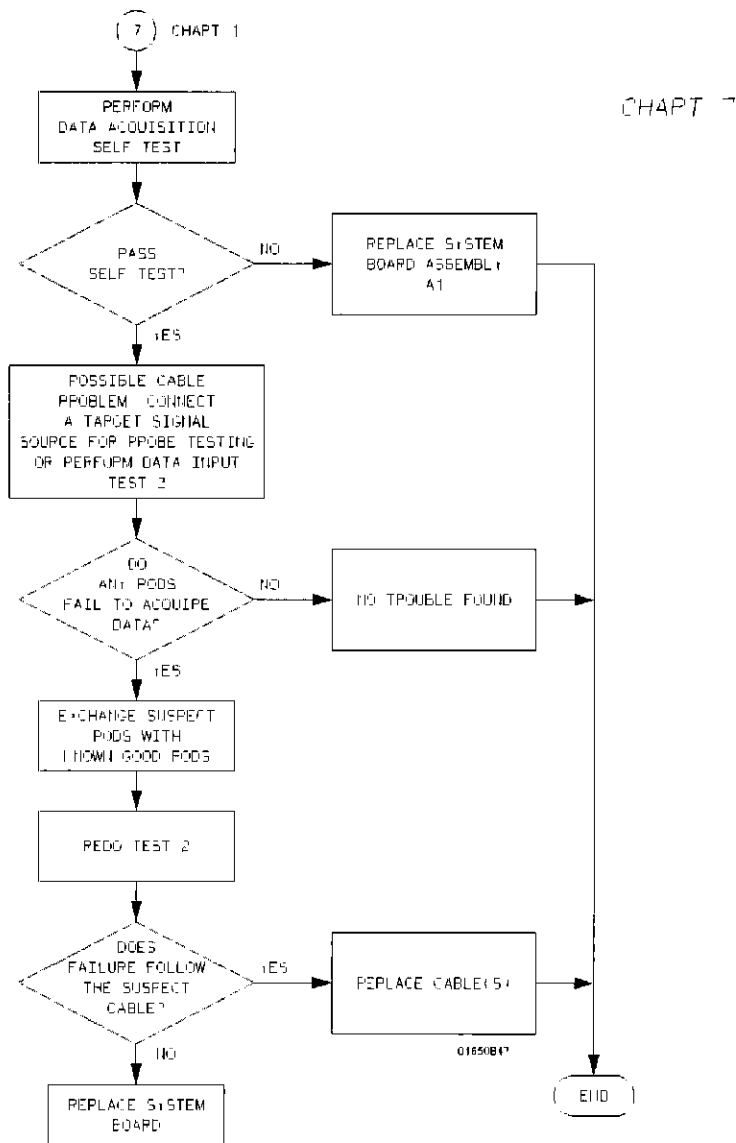 7 CHART 1
CHART 7
PERFORM
DATA ACQUISITION
SELF TEST
PASS
SELF TEST?
NO
REPLACE SYSTEM
BOARD ASSEMBLY
A1
YES
POSSIBLE CABLE
PROBLEM CONNECT
A TARGET SIGNAL
SOURCE FOR PROBE TESTING
OR PERFORM DATA INPUT
TEST 2
DO
ANY PODS
FAIL TO ACQUIRE
DATA?
NO
NO TROUBLE FOUND
YES
EXCHANGE SUSPECT
PODS WITH
KNOWN GOOD PODS
REDO TEST 2
DOES
FAILURE FOLLOW
THE SUSPECT
CABLE?
YES
REPLACE CABLE(S)
01650B47
NO
END
REPLACE SYSTEM
BOARD